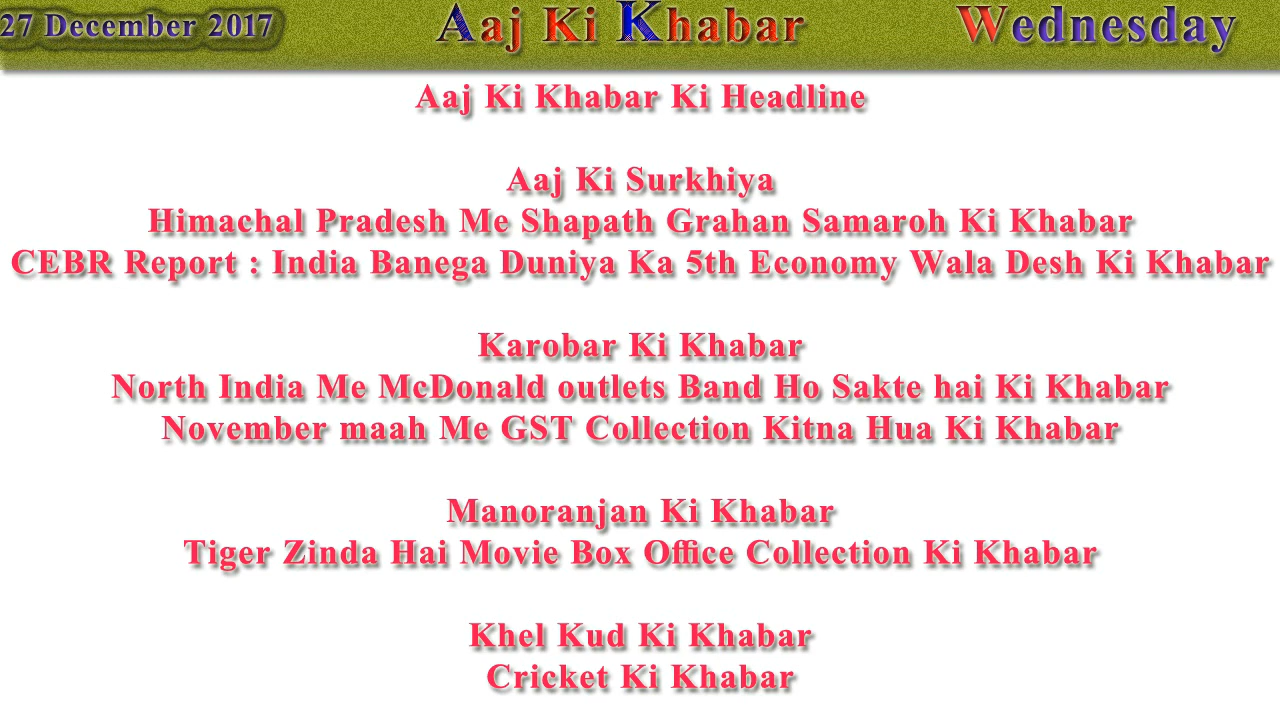 27 December 2017 Aaj Ki Khabar Wednesday
Aaj Ki Khabar Ki Headline
Aaj Ki Surkhiya
Himachal Pradesh Me Shapath Grahan Samaroh Ki Khabar
CEBR Report : India Banega Duniya Ka 5th Economy Wala Desh Ki Khabar
Karobar Ki Khabar
North India Me McDonald outlets Band Ho Sakte hai Ki Khabar
November maah Me GST Collection Kitna Hua Ki Khabar
Manoranjan Ki Khabar
Tiger Zinda Hai Movie Box Office Collection Ki Khabar
Khel Kud Ki Khabar
Cricket Ki Khabar